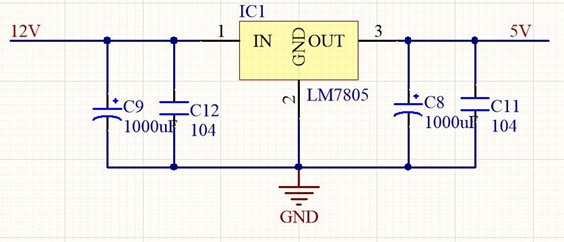 IC1
12V
1
IN
GND
OUT
3
5V
2
LM7805
C9
1000uF
C12
104
C8
1000uF
C11
104
GND